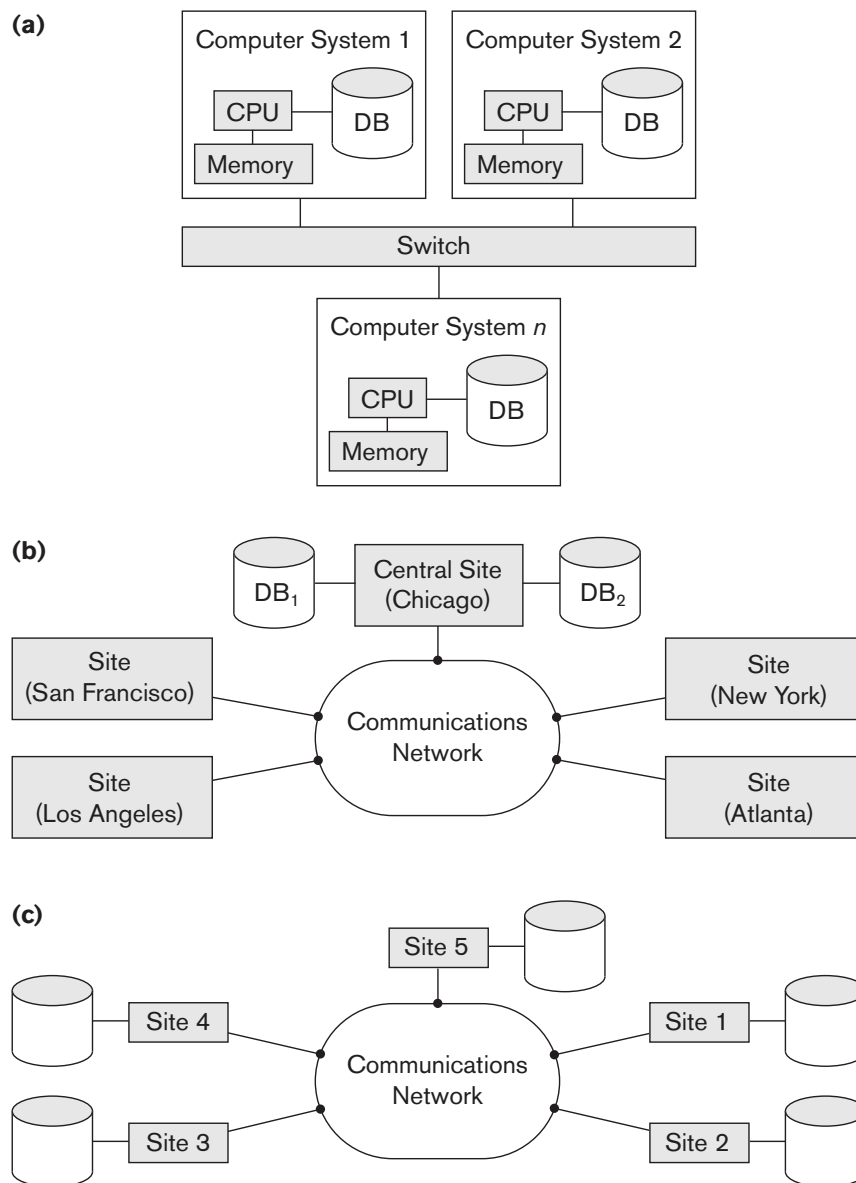 (a)
Computer System 1
CPU
DB
Memory
Computer System 2
CPU
DB
Memory
Switch
Computer System n
CPU
DB
Memory
(b)
DB₁
Central Site
(Chicago)
DB₂
Site
(San Francisco)
Site
(New York)
Communications
Network
Site
(Los Angeles)
Site
(Atlanta)
(c)
Site 5
Site 4
Site 1
Communications
Network
Site 3
Site 2